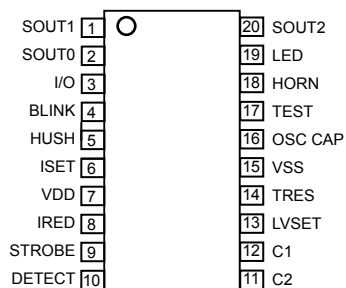 SOUT1 1 20 SOUT2
SOUT0 2 19 LED
I/O 3 18 HORN
BLINK 4 17 TEST
HUSH 5 16 OSC CAP
ISET 6 15 VSS
VDD 7 14 TRES
IRED 8 13 LVSET
STROBE 9 12 C1
DETECT 10 11 C2